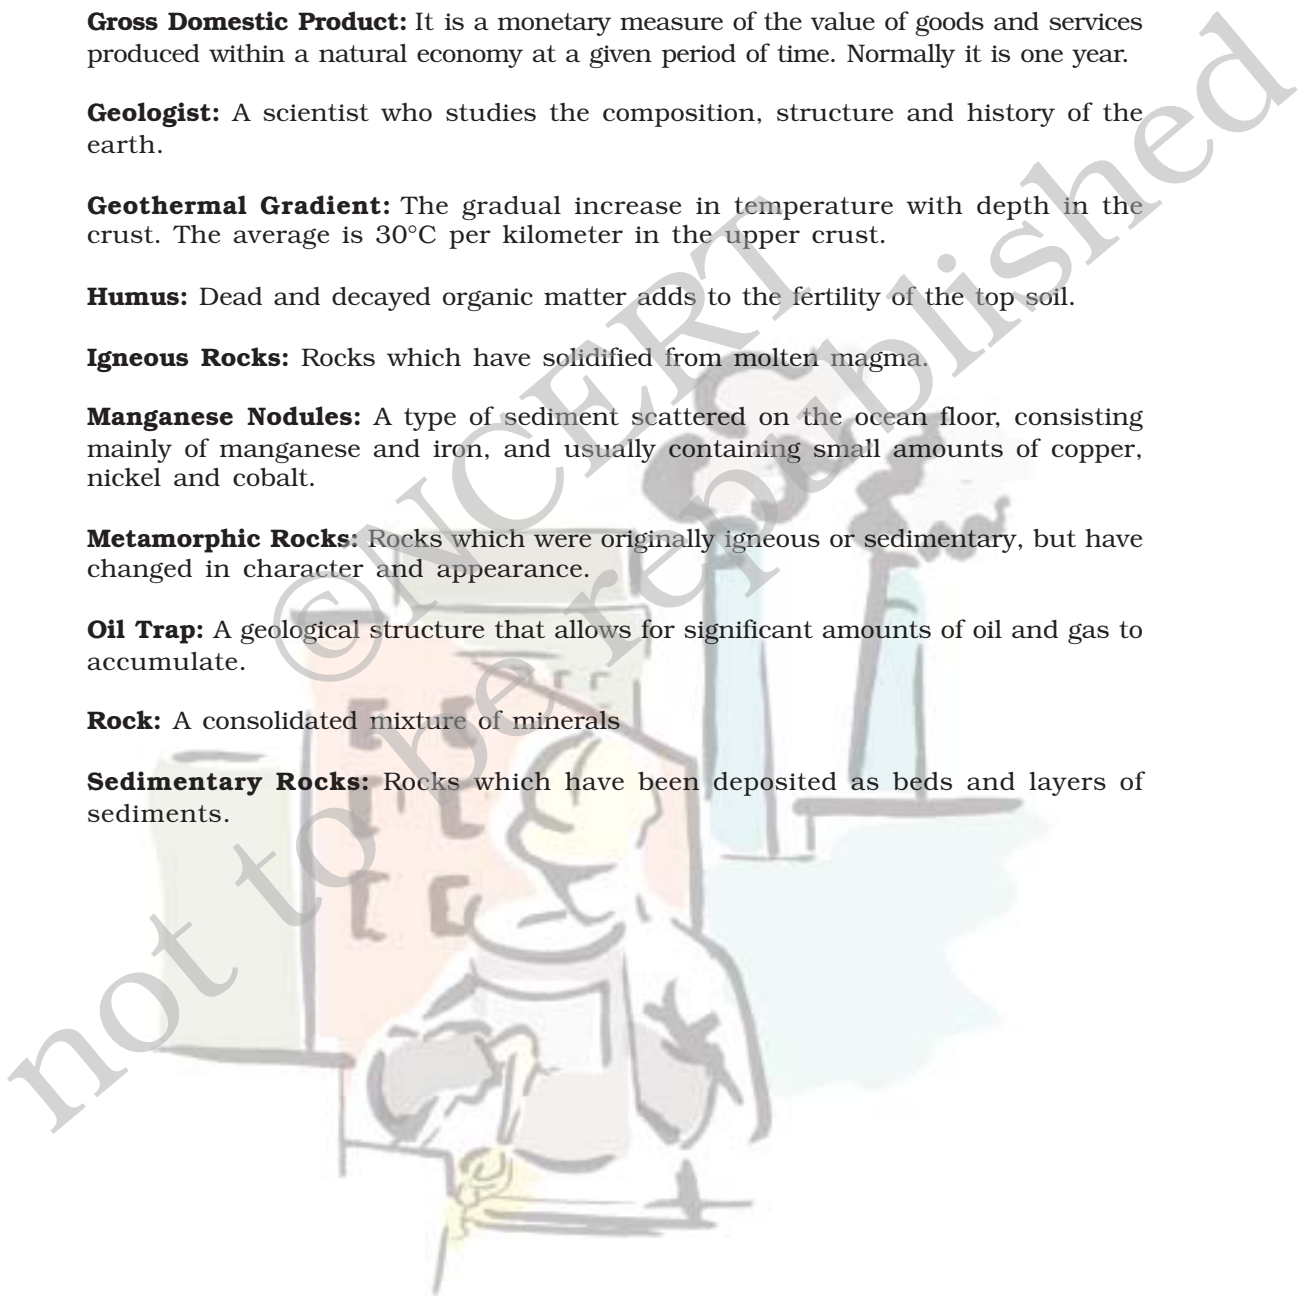 Gross Domestic Product: It is a monetary measure of the value of goods and services
produced within a natural economy at a given period of time. Normally it is one year.
Geologist: A scientist who studies the composition, structure and history of the
earth.
Geothermal Gradient: The gradual increase in temperature with depth in the
crust. The average is 30°C per kilometer in the upper crust.
Humus: Dead and decayed organic matter adds to the fertility of the top soil.
Igneous Rocks: Rocks which have solidified from molten magma.
Manganese Nodules: A type of sediment scattered on the ocean floor, consisting
mainly of manganese and iron, and usually containing small amounts of copper,
nickel and cobalt.
Metamorphic Rocks: Rocks which were originally igneous or sedimentary, but have
changed in character and appearance.
Oil Trap: A geological structure that allows for significant amounts of oil and gas to
accumulate.
Rock: A consolidated mixture of minerals
Sedimentary Rocks: Rocks which have been deposited as beds and layers of
sediments.
©NCERT
not to be republished